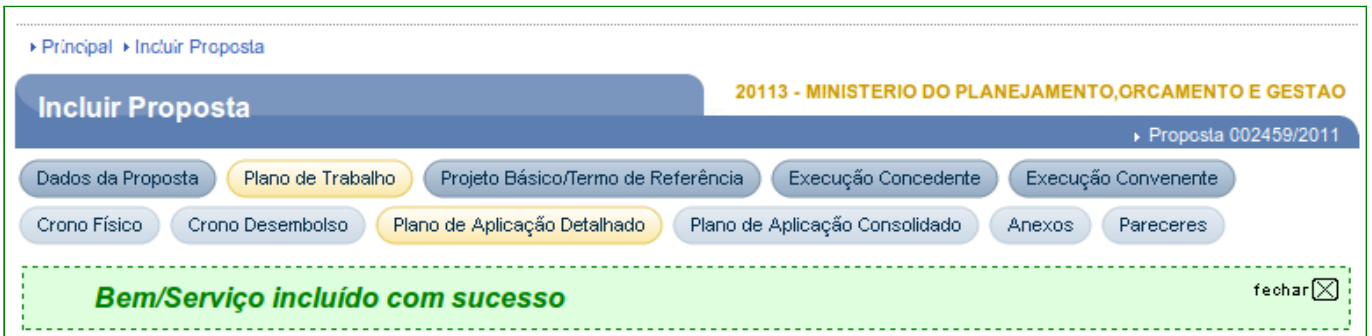 Principal Incluir Proposta
Incluir Proposta
20113 - MINISTERIO DO PLANEJAMENTO,ORCAMENTO E GESTAO
Proposta 002459/2011
Dados da Proposta Plano de Trabalho Projeto Básico/Termo de Referência Execução Concedente Execução Convenente
Crono Físico Crono Desembolso Plano de Aplicação Detalhado Plano de Aplicação Consolidado Anexos Pareceres
Bem/Serviço incluído com sucesso
fechar